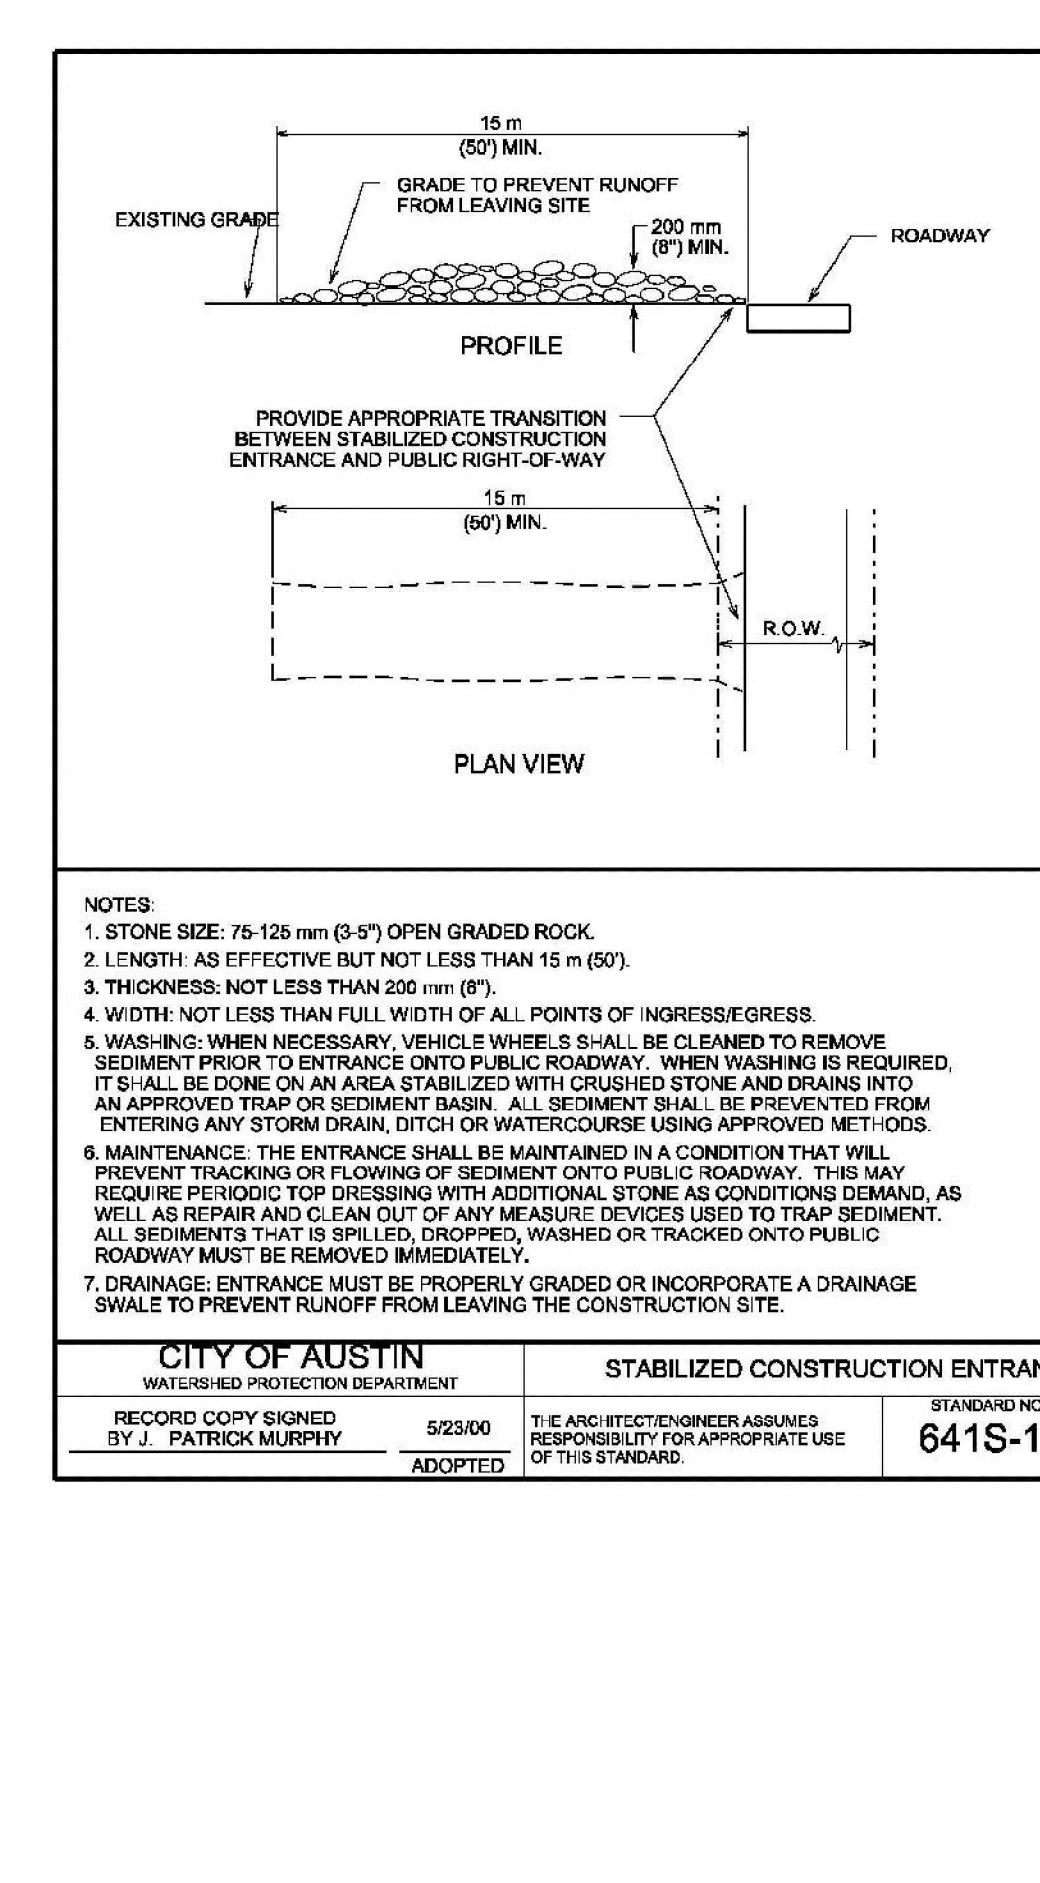 15 m
(50') MIN.
GRADE TO PREVENT RUNOFF
FROM LEAVING SITE
EXISTING GRADE
200 mm
(8") MIN.
ROADWAY
PROFILE
PROVIDE APPROPRIATE TRANSITION
BETWEEN STABILIZED CONSTRUCTION
ENTRANCE AND PUBLIC RIGHT-OF-WAY
15 m
(50') MIN.
R.O.W.
PLAN VIEW
NOTES:
1. STONE SIZE: 75-125 mm (3-5") OPEN GRADED ROCK.
2. LENGTH: AS EFFECTIVE BUT NOT LESS THAN 15 m (50').
3. THICKNESS: NOT LESS THAN 200 mm (8").
4. WIDTH: NOT LESS THAN FULL WIDTH OF ALL POINTS OF INGRESS/EGRESS.
5. WASHING: WHEN NECESSARY, VEHICLE WHEELS SHALL BE CLEANED TO REMOVE
SEDIMENT PRIOR TO ENTRANCE ONTO PUBLIC ROADWAY. WHEN WASHING IS REQUIRED,
IT SHALL BE DONE ON AN AREA STABILIZED WITH CRUSHED STONE AND DRAINS INTO
AN APPROVED TRAP OR SEDIMENT BASIN. ALL SEDIMENT SHALL BE PREVENTED FROM
ENTERING ANY STORM DRAIN, DITCH OR WATERCOURSE USING APPROVED METHODS.
6. MAINTENANCE: THE ENTRANCE SHALL BE MAINTAINED IN A CONDITION THAT WILL
PREVENT TRACKING OR FLOWING OF SEDIMENT ONTO PUBLIC ROADWAY. THIS MAY
REQUIRE PERIODIC TOP DRESSING WITH ADDITIONAL STONE AS CONDITIONS DEMAND, AS
WELL AS REPAIR AND CLEAN OUT OF ANY MEASURE DEVICES USED TO TRAP SEDIMENT.
ALL SEDIMENTS THAT IS SPILLED, DROPPED, WASHED OR TRACKED ONTO PUBLIC
ROADWAY MUST BE REMOVED IMMEDIATELY.
7. DRAINAGE: ENTRANCE MUST BE PROPERLY GRADED OR INCORPORATE A DRAINAGE
SWALE TO PREVENT RUNOFF FROM LEAVING THE CONSTRUCTION SITE.
CITY OF AUSTIN
WATERSHED PROTECTION DEPARTMENT
STABILIZED CONSTRUCTION ENTRAN
RECORD COPY SIGNED
BY J. PATRICK MURPHY
5/23/00
ADOPTED
THE ARCHITECT/ENGINEER ASSUMES
RESPONSIBILITY FOR APPROPRIATE USE
OF THIS STANDARD.
STANDARD NO
641S-1